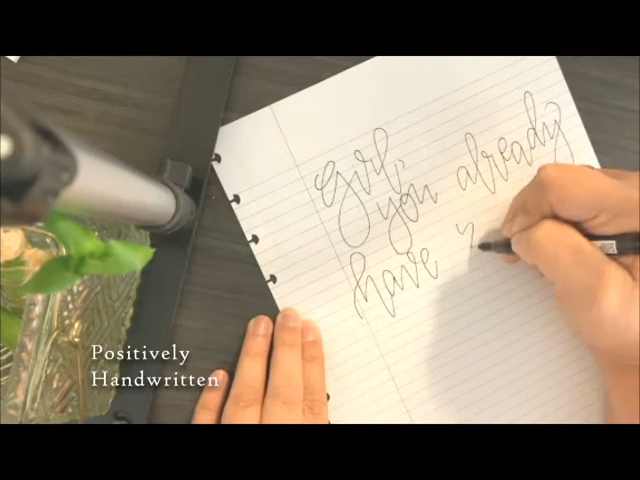 Girl,
you already
have
Positively
Handwritten